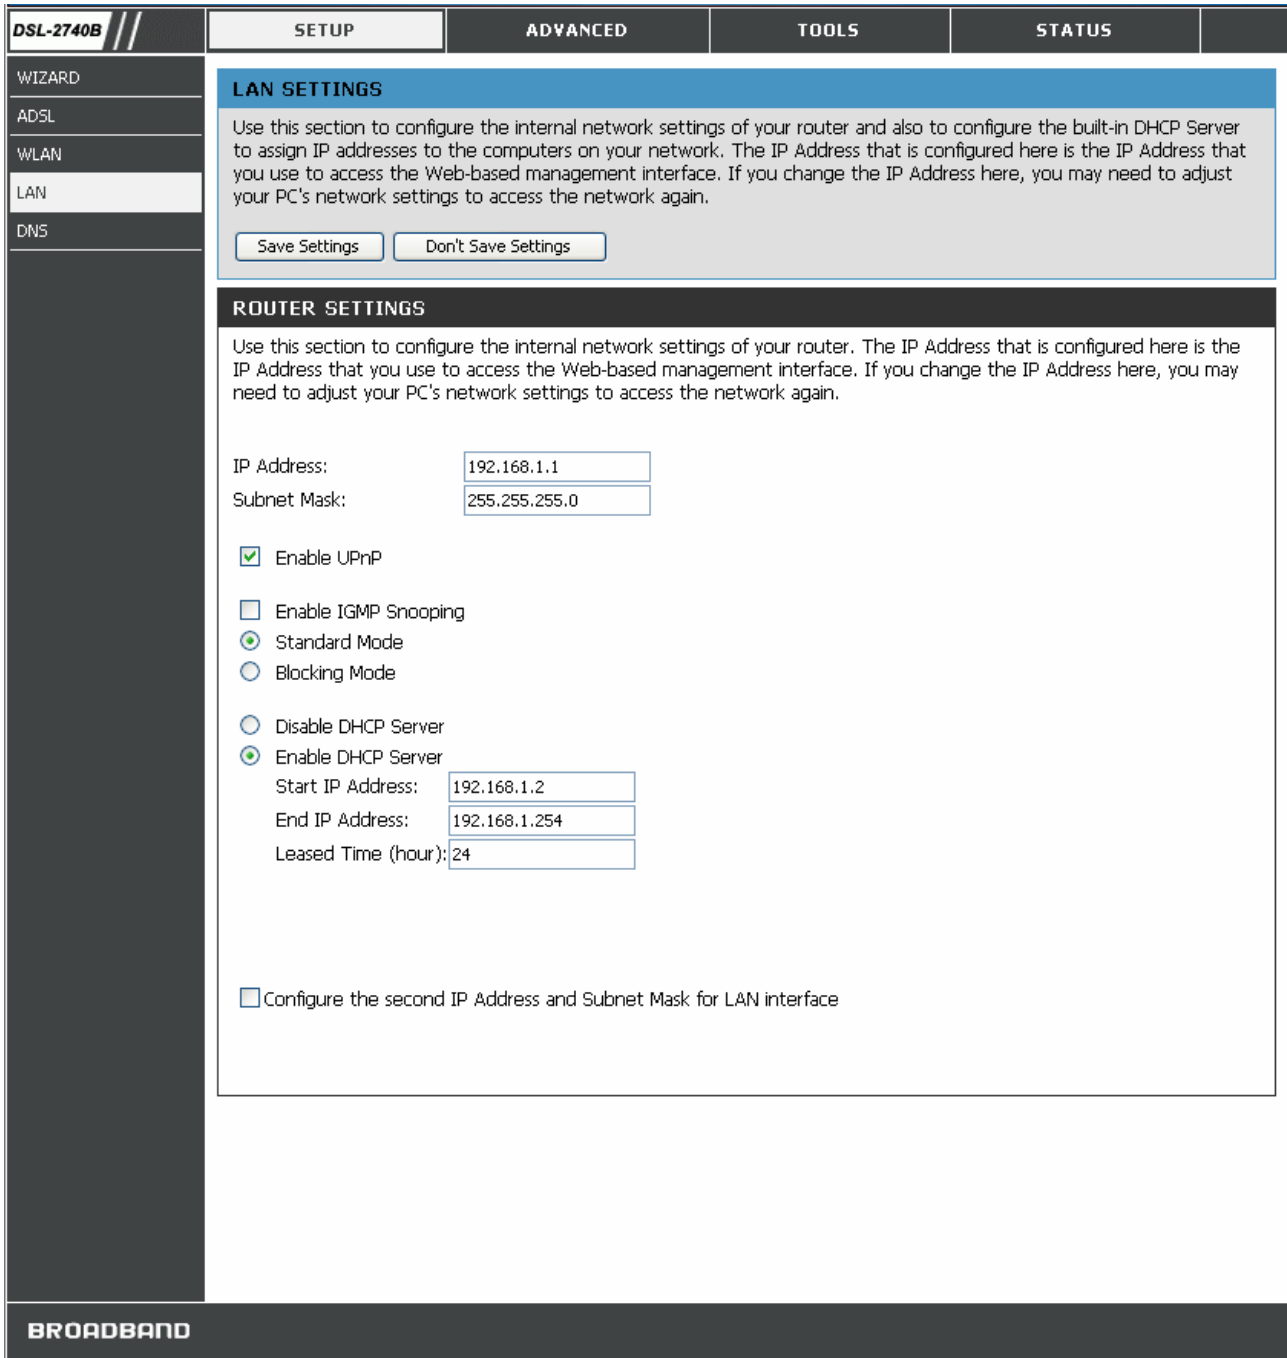 DSL-2740B
SETUP
ADVANCED
TOOLS
STATUS
WIZARD
ADSL
WLAN
LAN
DNS
LAN SETTINGS
Use this section to configure the internal network settings of your router and also to configure the built-in DHCP Server
to assign IP addresses to the computers on your network. The IP Address that is configured here is the IP Address that
you use to access the Web-based management interface. If you change the IP Address here, you may need to adjust
your PC's network settings to access the network again.
Save Settings
Don't Save Settings
ROUTER SETTINGS
Use this section to configure the internal network settings of your router. The IP Address that is configured here is the
IP Address that you use to access the Web-based management interface. If you change the IP Address here, you may
need to adjust your PC's network settings to access the network again.
IP Address: 192.168.1.1
Subnet Mask: 255.255.255.0
Enable UPnP
Enable IGMP Snooping
Standard Mode
Blocking Mode
Disable DHCP Server
Enable DHCP Server
Start IP Address: 192.168.1.2
End IP Address: 192.168.1.254
Leased Time (hour): 24
Configure the second IP Address and Subnet Mask for LAN interface
BROADBAND